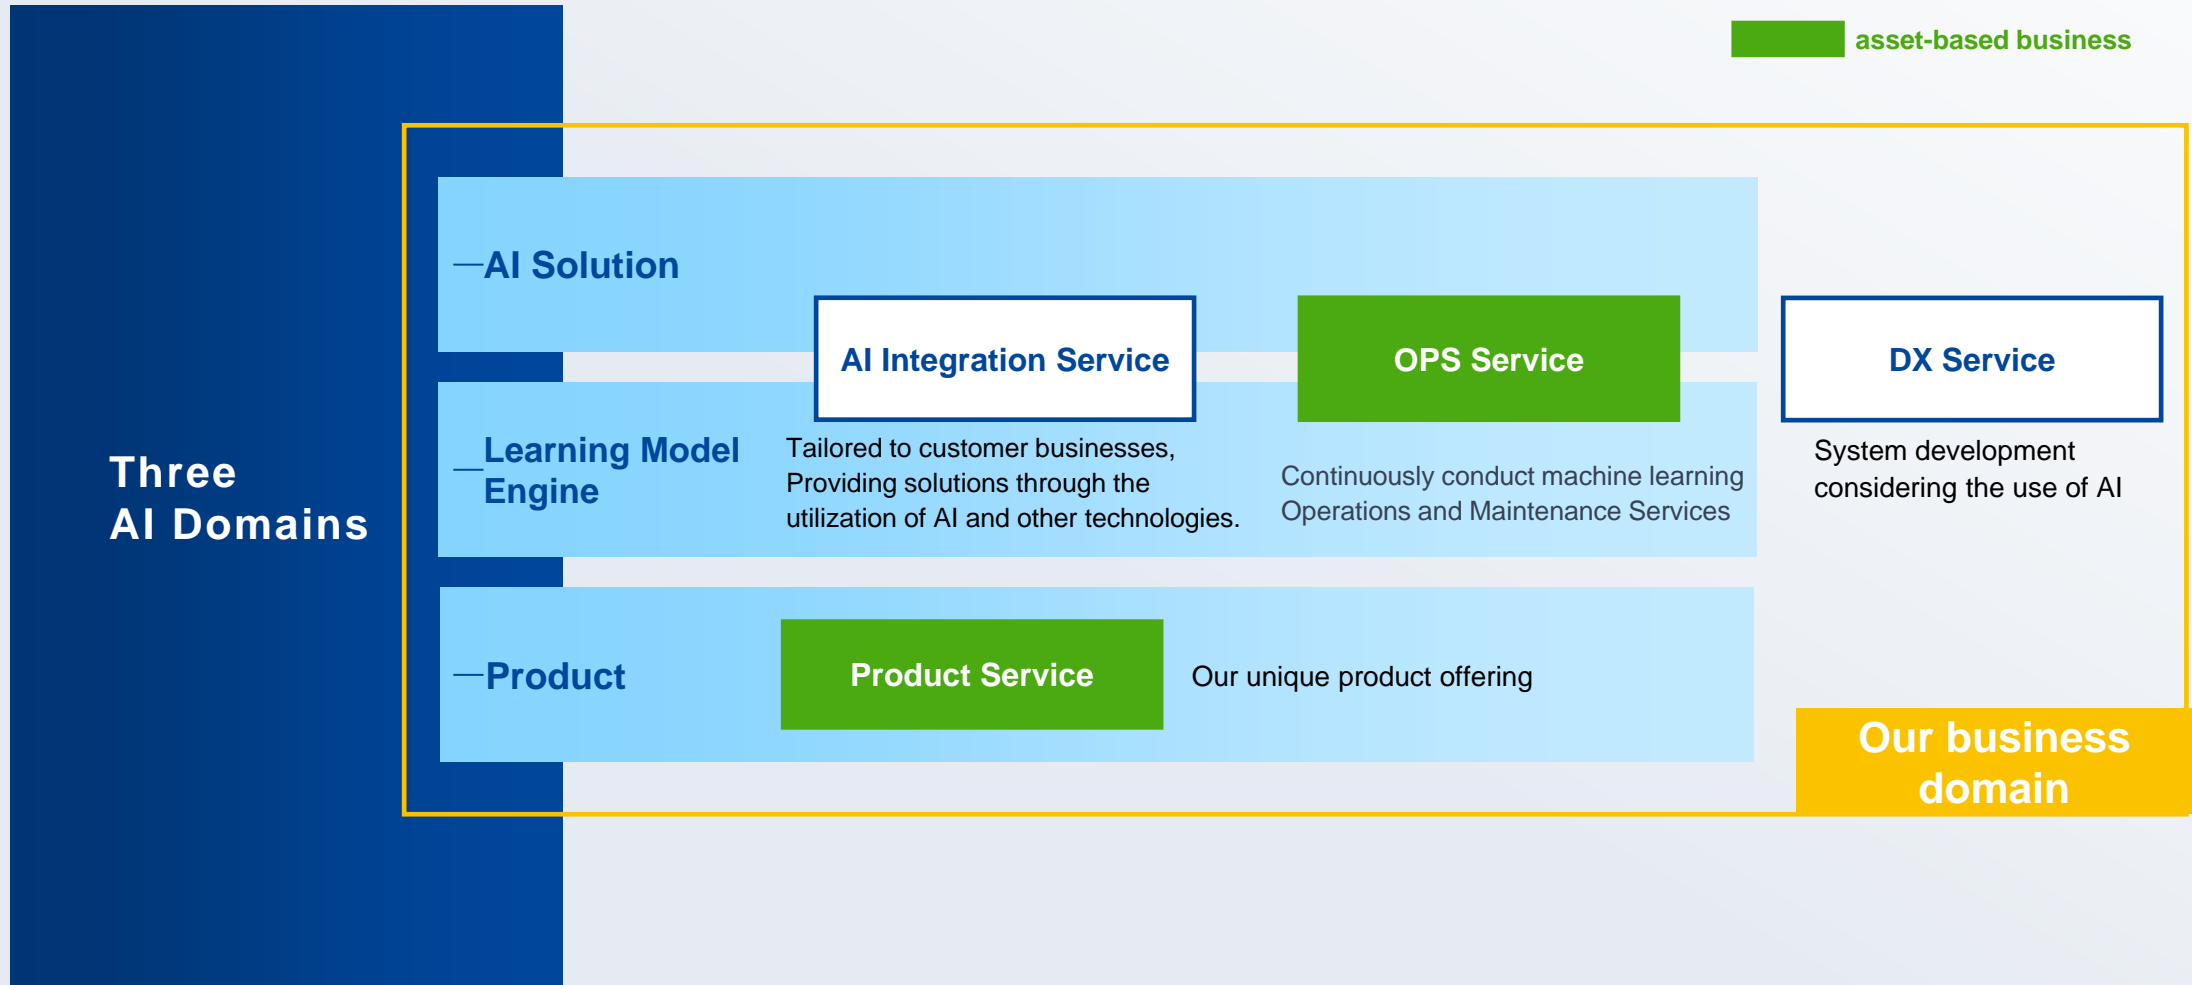 asset-based business
Three
AI Domains
AI Solution
AI Integration Service
OPS Service
DX Service
Learning Model
Engine
Tailored to customer businesses,
Providing solutions through the
utilization of AI and other technologies.
Continuously conduct machine learning
Operations and Maintenance Services
System development
considering the use of AI
Product
Product Service
Our unique product offering
Our business
domain